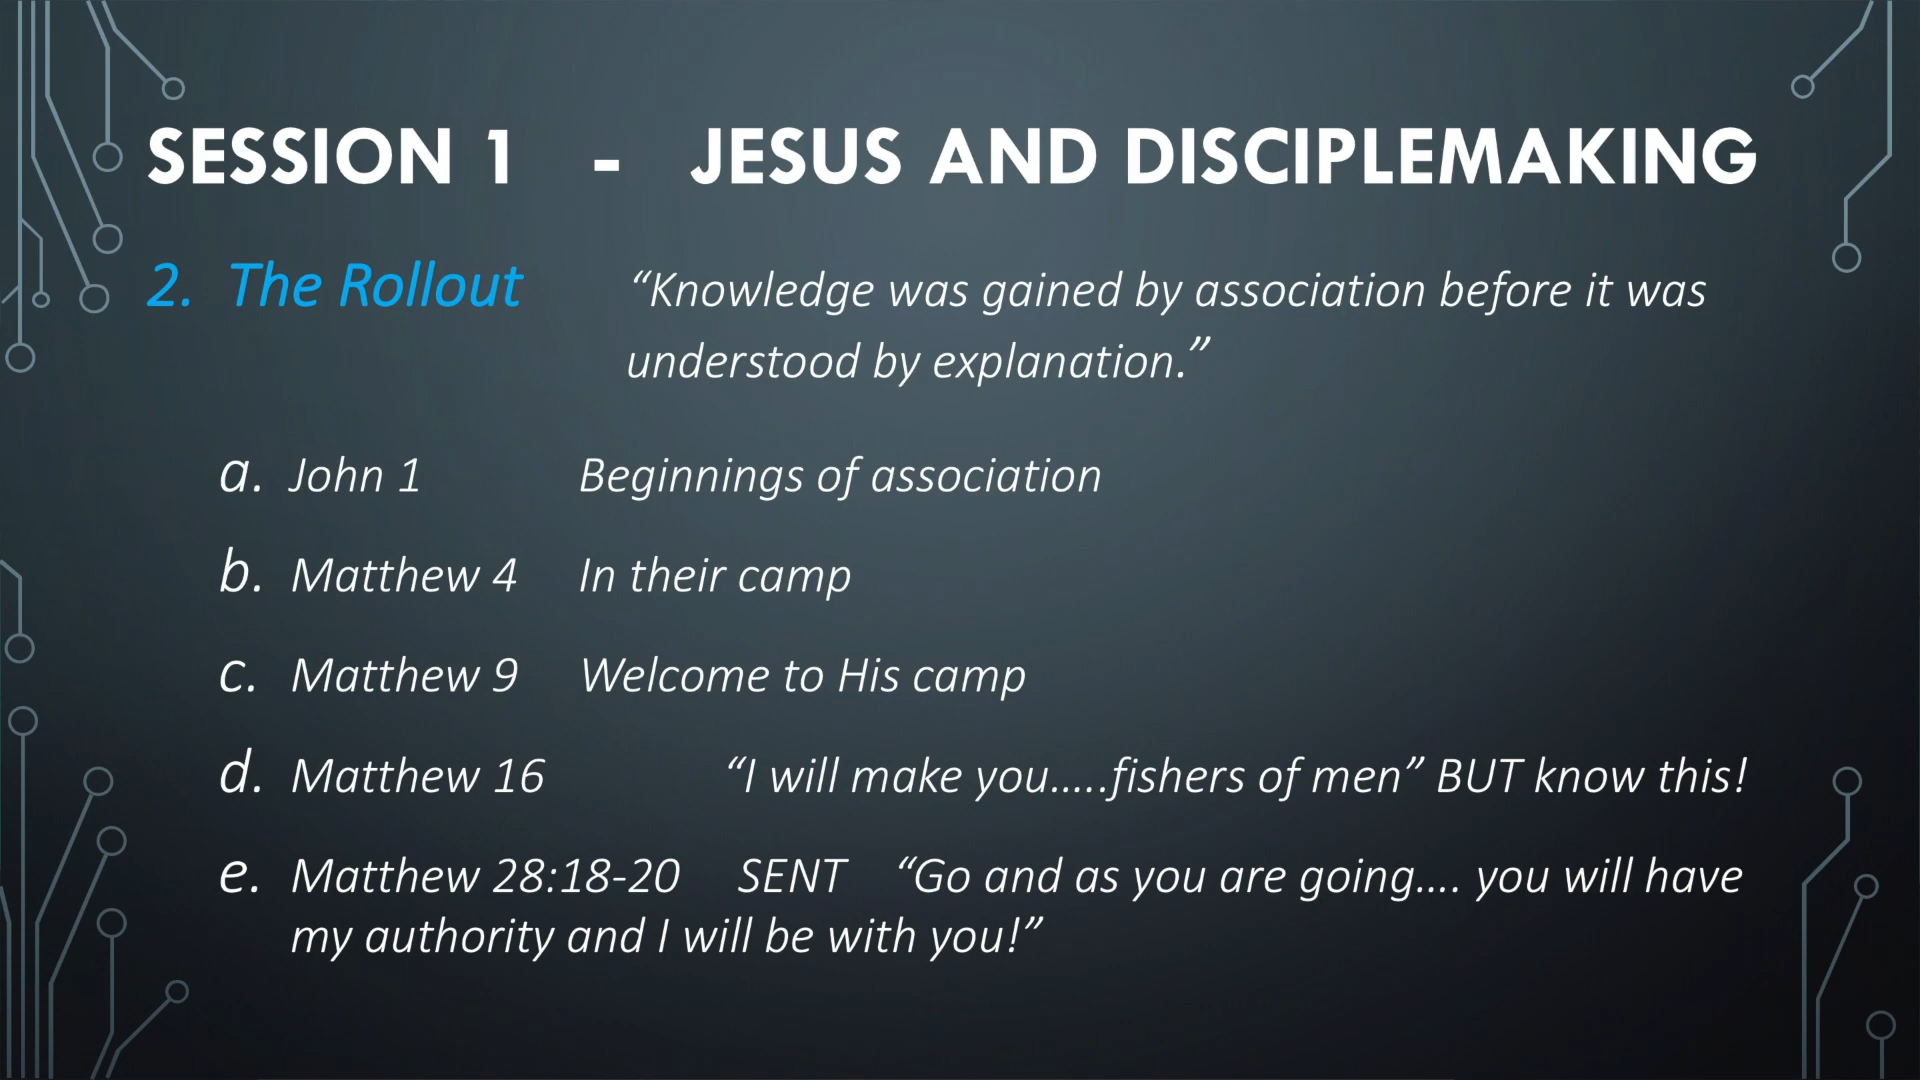 SESSION 1 - JESUS AND DISCIPLEMAKING
2. The Rollout “Knowledge was gained by association before it was
understood by explanation.”
a. John 1 Beginnings of association
b. Matthew 4 In their camp
c. Matthew 9 Welcome to His camp
d. Matthew 16 “I will make you.....fishers of men” BUT know this!
e. Matthew 28:18-20 SENT “Go and as you are going.... you will have
my authority and I will be with you!”